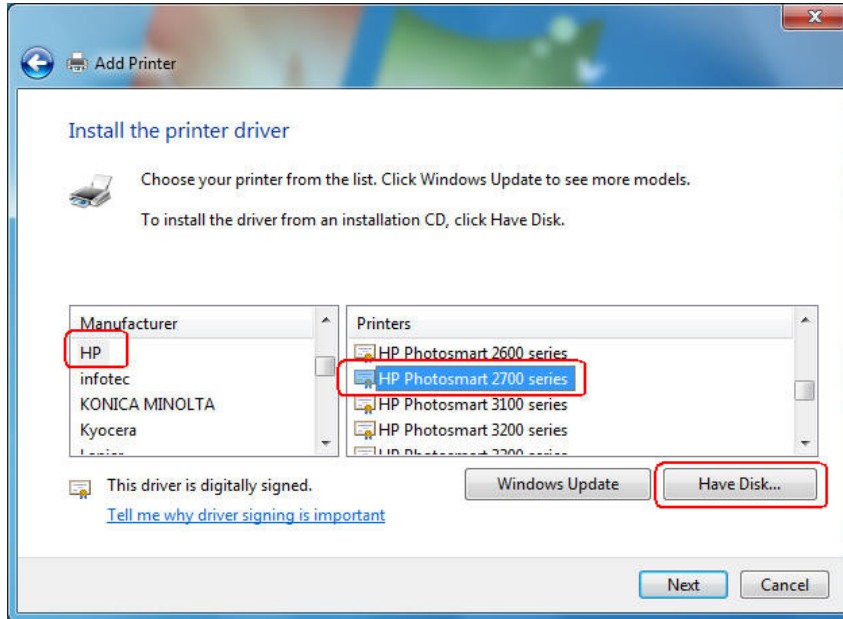 Add Printer
Install the printer driver
Choose your printer from the list. Click Windows Update to see more models.
To install the driver from an installation CD, click Have Disk.
Manufacturer
HP
infotec
KONICA MINOLTA
Kyocera
Printers
HP Photosmart 2600 series
HP Photosmart 2700 series
HP Photosmart 3100 series
HP Photosmart 3200 series
This driver is digitally signed.
Tell me why driver signing is important
Windows Update
Have Disk...
Next
Cancel